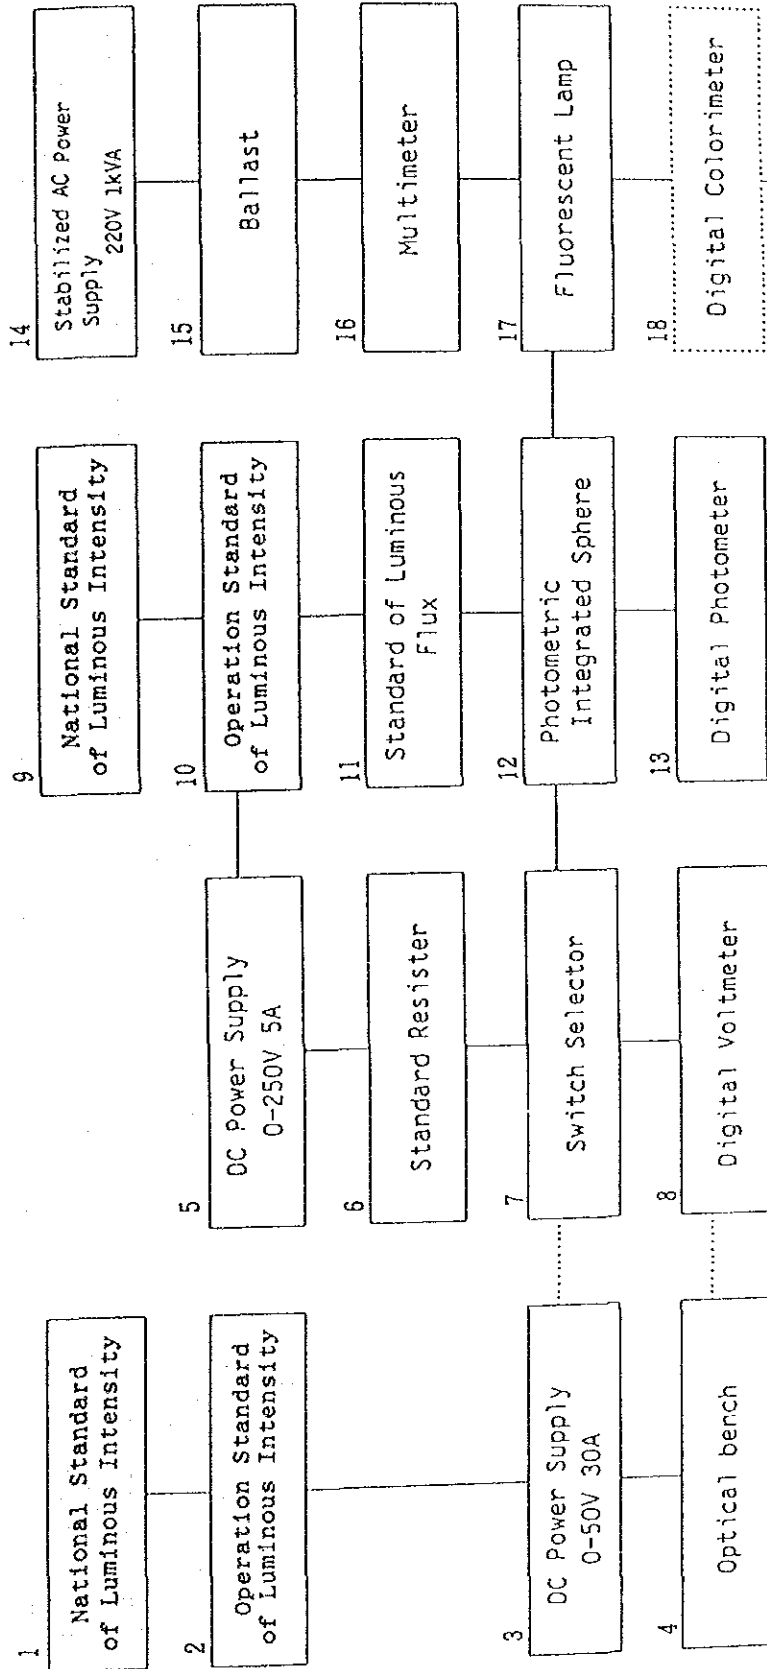 1
National Standard
of Luminous Intensity
2
Operation Standard
of Luminous Intensity
3
DC Power Supply
0-50V 30A
4
Optical bench
5
DC Power Supply
0-250V 5A
6
Standard Resister
7
Switch Selector
8
Digital Voltmeter
9
National Standard
of Luminous Intensity
10
Operation Standard
of Luminous Intensity
11
Standard of Luminous
Flux
12
Photometric
Integrated Sphere
13
Digital Photometer
14
Stabilized AC Power
Supply
220V 1kVA
15
Ballast
16
Multimeter
17
Fluorescent Lamp
18
Digital Colorimeter